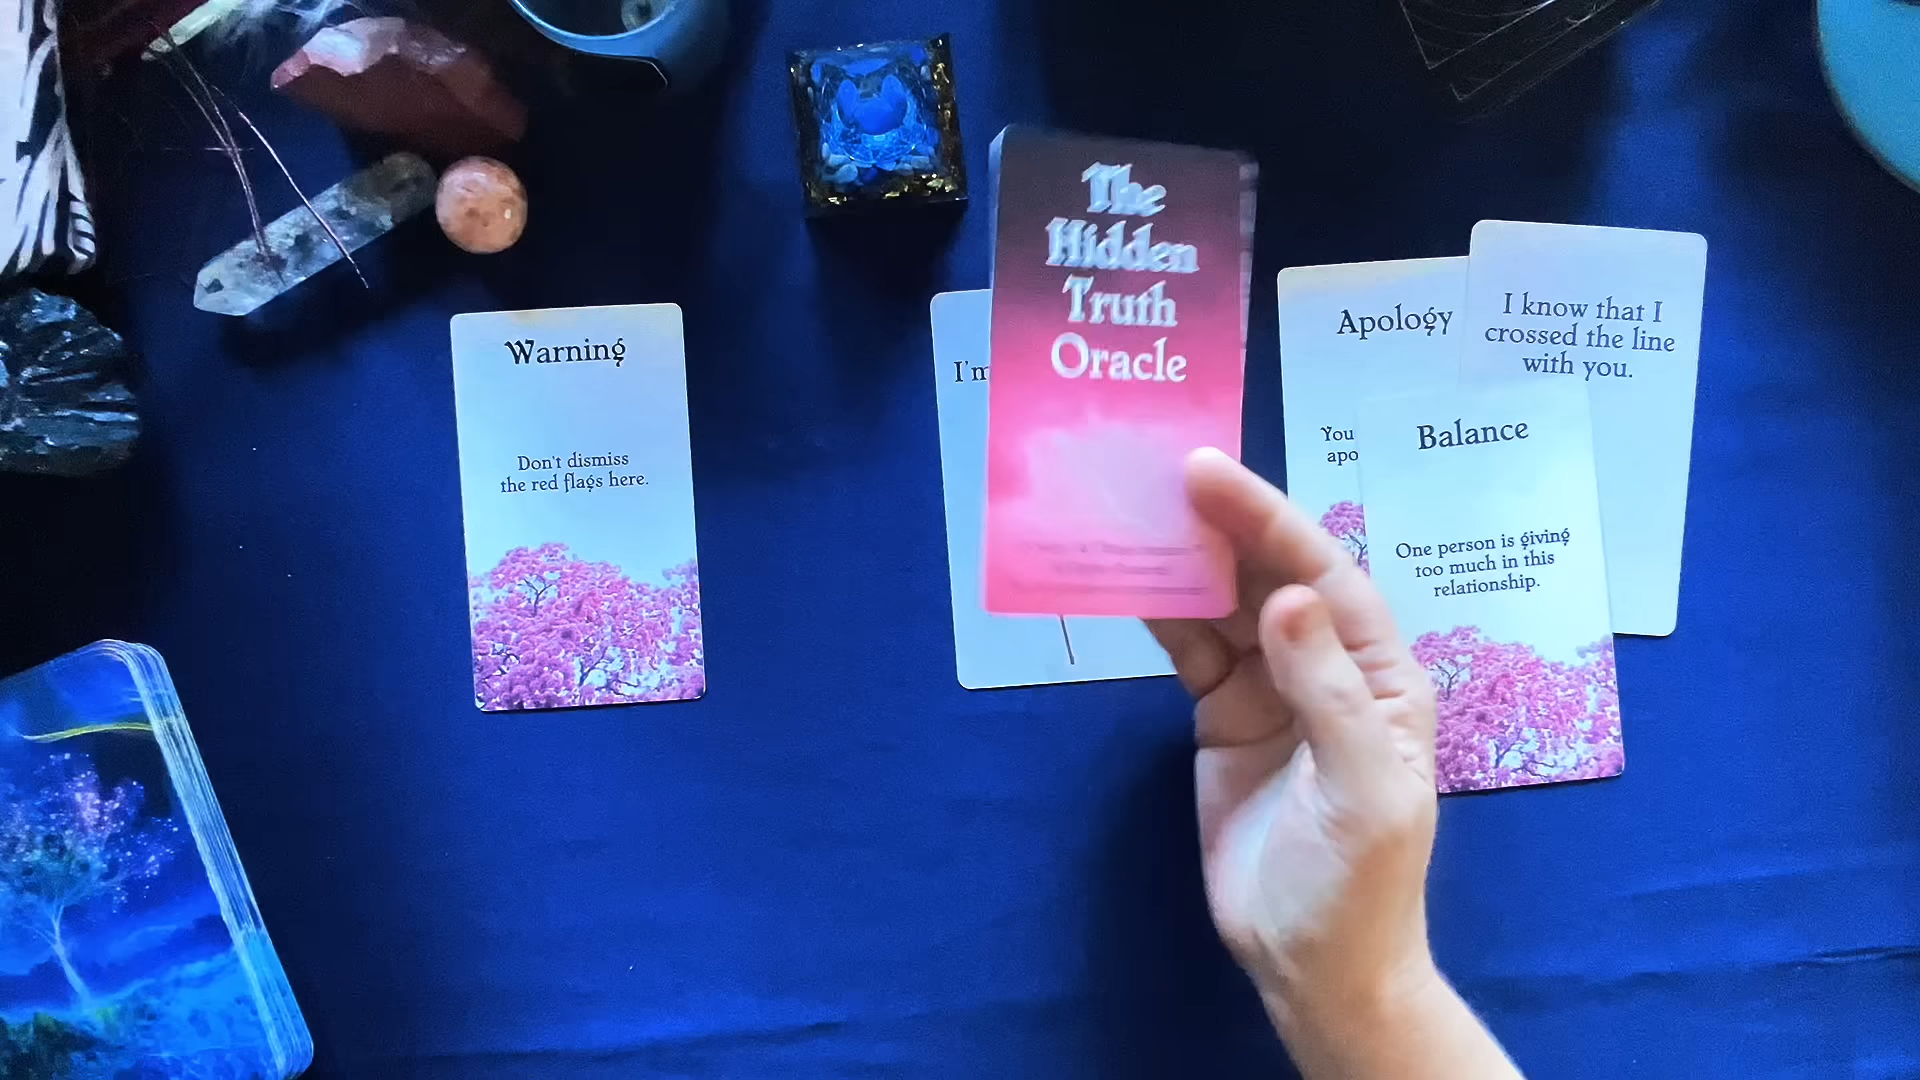 Warning
Don't dismiss
the red flags here.
I'm
The
Hidden
Truth
Oracle
Apology
You
apo
I know that I
crossed the line
with you.
Balance
One person is giving
too much in this
relationship.